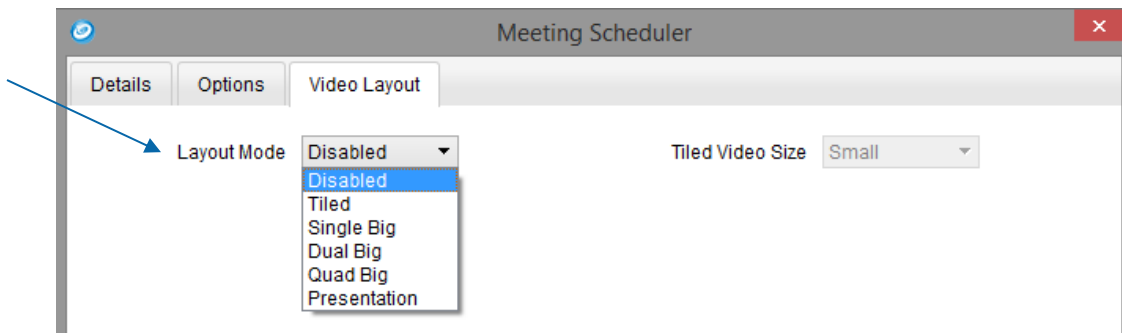 Meeting Scheduler
Details Options Video Layout
Layout Mode Disabled Tiled Video Size Small
Disabled
Tiled
Single Big
Dual Big
Quad Big
Presentation